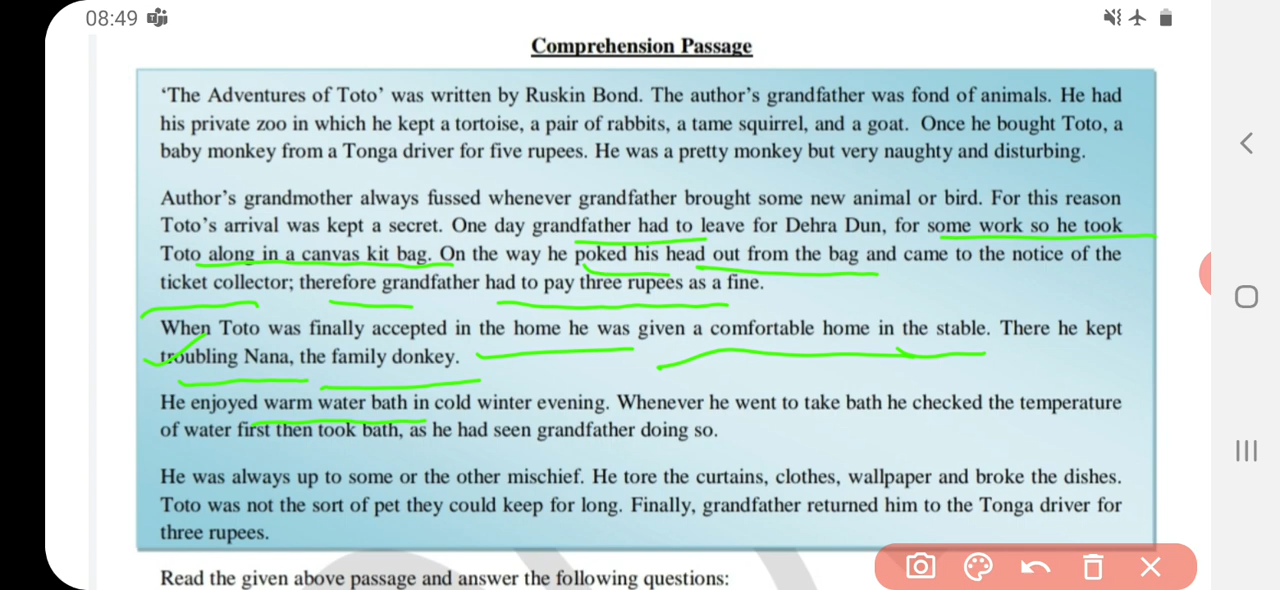 08:49
Comprehension Passage
‘The Adventures of Toto’ was written by Ruskin Bond. The author’s grandfather was fond of animals. He had
his private zoo in which he kept a tortoise, a pair of rabbits, a tame squirrel, and a goat. Once he bought Toto, a
baby monkey from a Tonga driver for five rupees. He was a pretty monkey but very naughty and disturbing.
Author’s grandmother always fussed whenever grandfather brought some new animal or bird. For this reason
Toto’s arrival was kept a secret. One day grandfather had to leave for Dehra Dun, for some work so he took
Toto along in a canvas kit bag. On the way he poked his head out from the bag and came to the notice of the
ticket collector; therefore grandfather had to pay three rupees as a fine.
When Toto was finally accepted in the home he was given a comfortable home in the stable. There he kept
troubling Nana, the family donkey.
He enjoyed warm water bath in cold winter evening. Whenever he went to take bath he checked the temperature
of water first then took bath, as he had seen grandfather doing so.
He was always up to some or the other mischief. He tore the curtains, clothes, wallpaper and broke the dishes.
Toto was not the sort of pet they could keep for long. Finally, grandfather returned him to the Tonga driver for
three rupees.
Read the given above passage and answer the following questions: